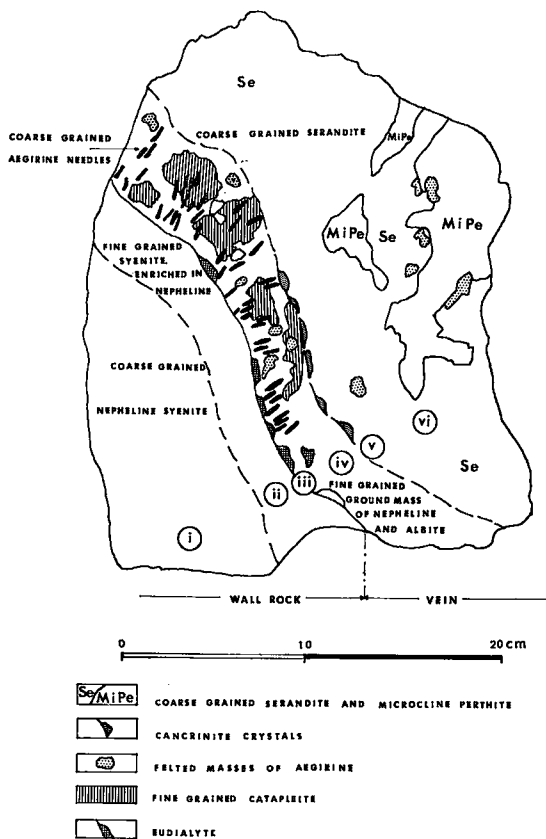 Se
COARSE GRAINED SERANDITE
MiPe
COARSE GRAINED
AEGIRINE NEEDLES
MiPe
Se
MiPe
FINE GRAINED
SYENITE,
ENRICHED IN
NEPHELINE
COARSE GRAINED
NEPHELINE SYENITE
vi
v
iv
Se
iii
ii
FINE GRAINED
GROUND MASS
OF NEPHELINE
AND ALBITE
i
WALL ROCK
VEIN
0
10
20 cm
Se/MiPe
COARSE GRAINED SERANDITE AND MICROCLINE PERTHITE
CANCRINITE CRYSTALS
FELTED MASSES OF AEGIRINE
FINE GRAINED CATAPLEIITE
EUDIALYTE